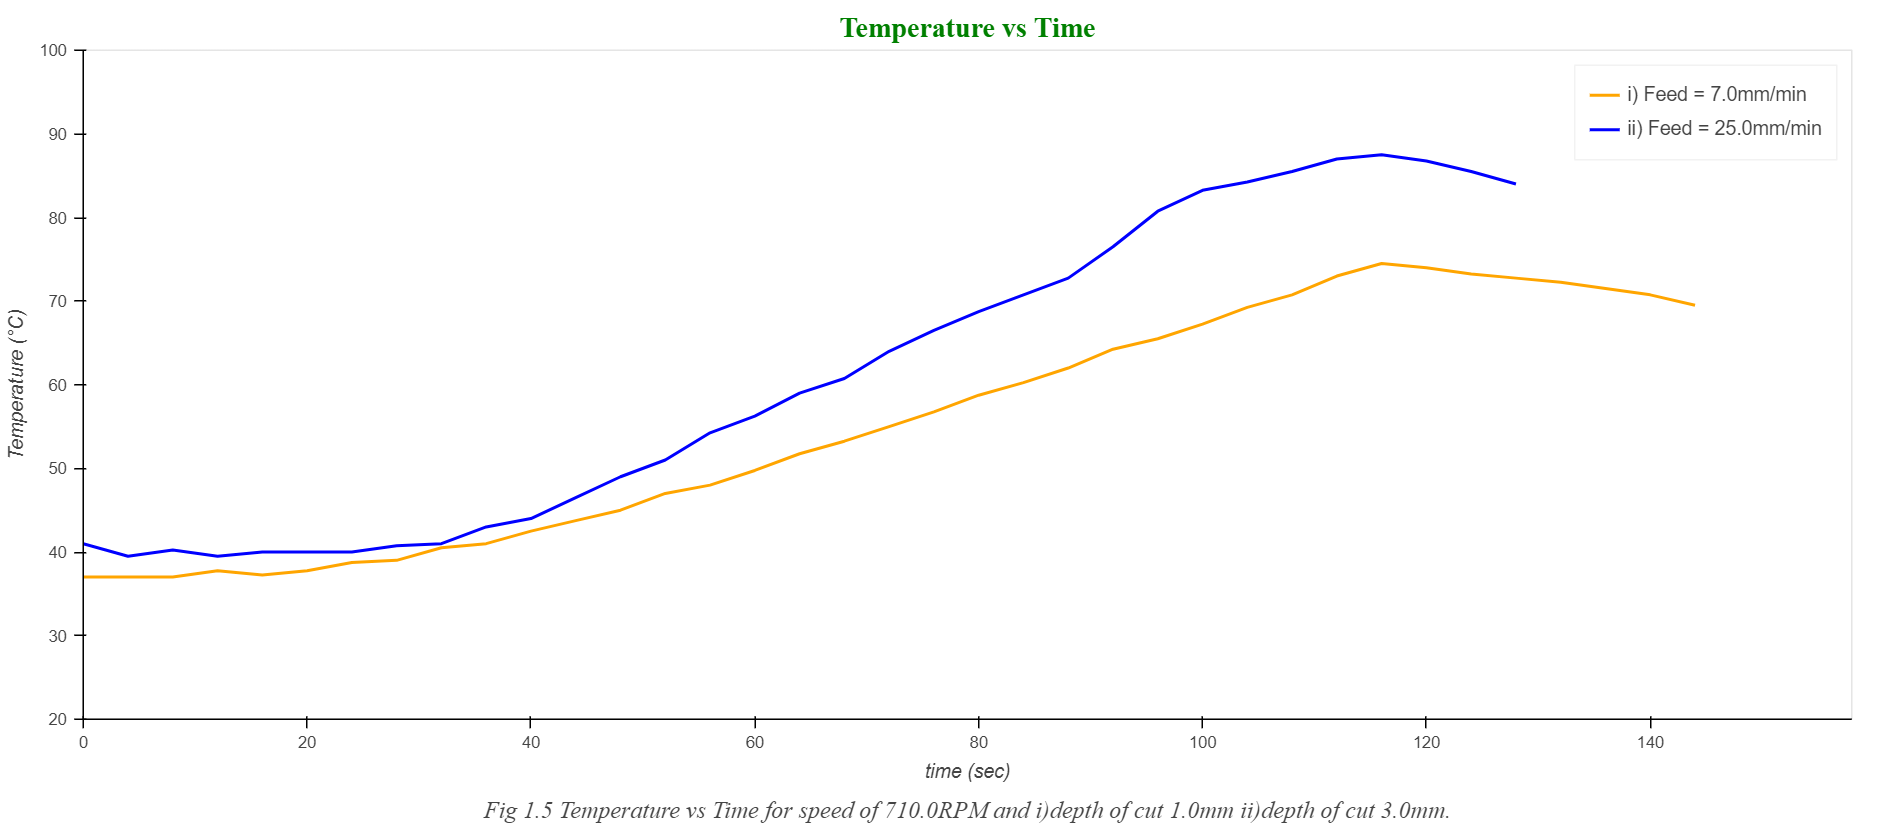 Temperature vs Time
100
90
80
70
60
50
40
30
20
Temperature (°C)
i) Feed = 7.0mm/min
ii) Feed = 25.0mm/min
0 20 40 60 80 100 120 140
time (sec)
Fig 1.5 Temperature vs Time for speed of 710.0RPM and i)depth of cut 1.0mm ii)depth of cut 3.0mm.